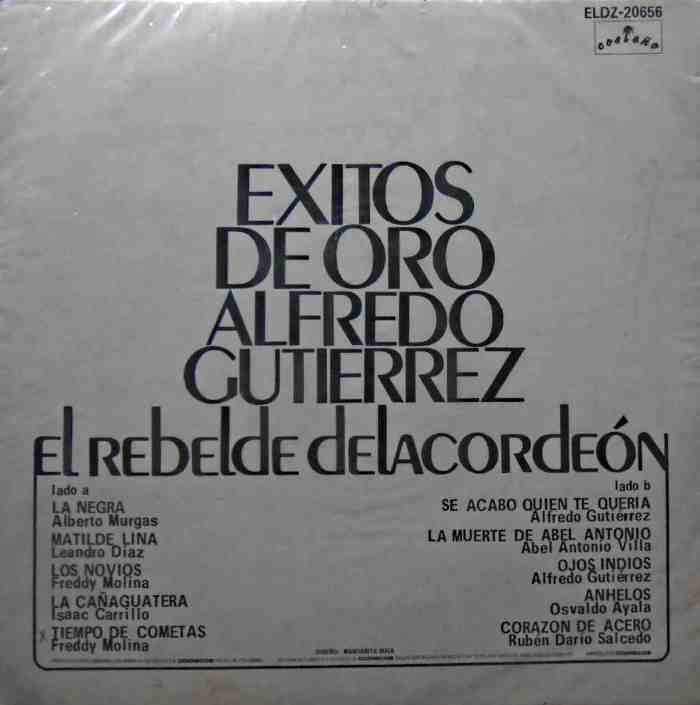 ELDZ-20656
costeño
EXITOS
DE ORO
ALFREDO
GUTIERREZ
el REBELDE delACORDEÓN
lado a
LA NEGRA
Alberto Murgas
MATILDE LINA
Leandro Díaz
LOS NOVIOS
Freddy Molina
LA CAÑAGUATERA
Isaac Carrillo
x TIEMPO DE COMETAS
Freddy Molina
lado b
SE ACABO QUIEN TE QUERIA
Alfredo Gutiérrez
LA MUERTE DE ABEL ANTONIO
Abel Antonio Villa
OJOS INDIOS
Alfredo Gutiérrez
ANHELOS
Osvaldo Ayala
CORAZON DE ACERO
Rubén Darío Salcedo
DISEÑO: MARGARITA